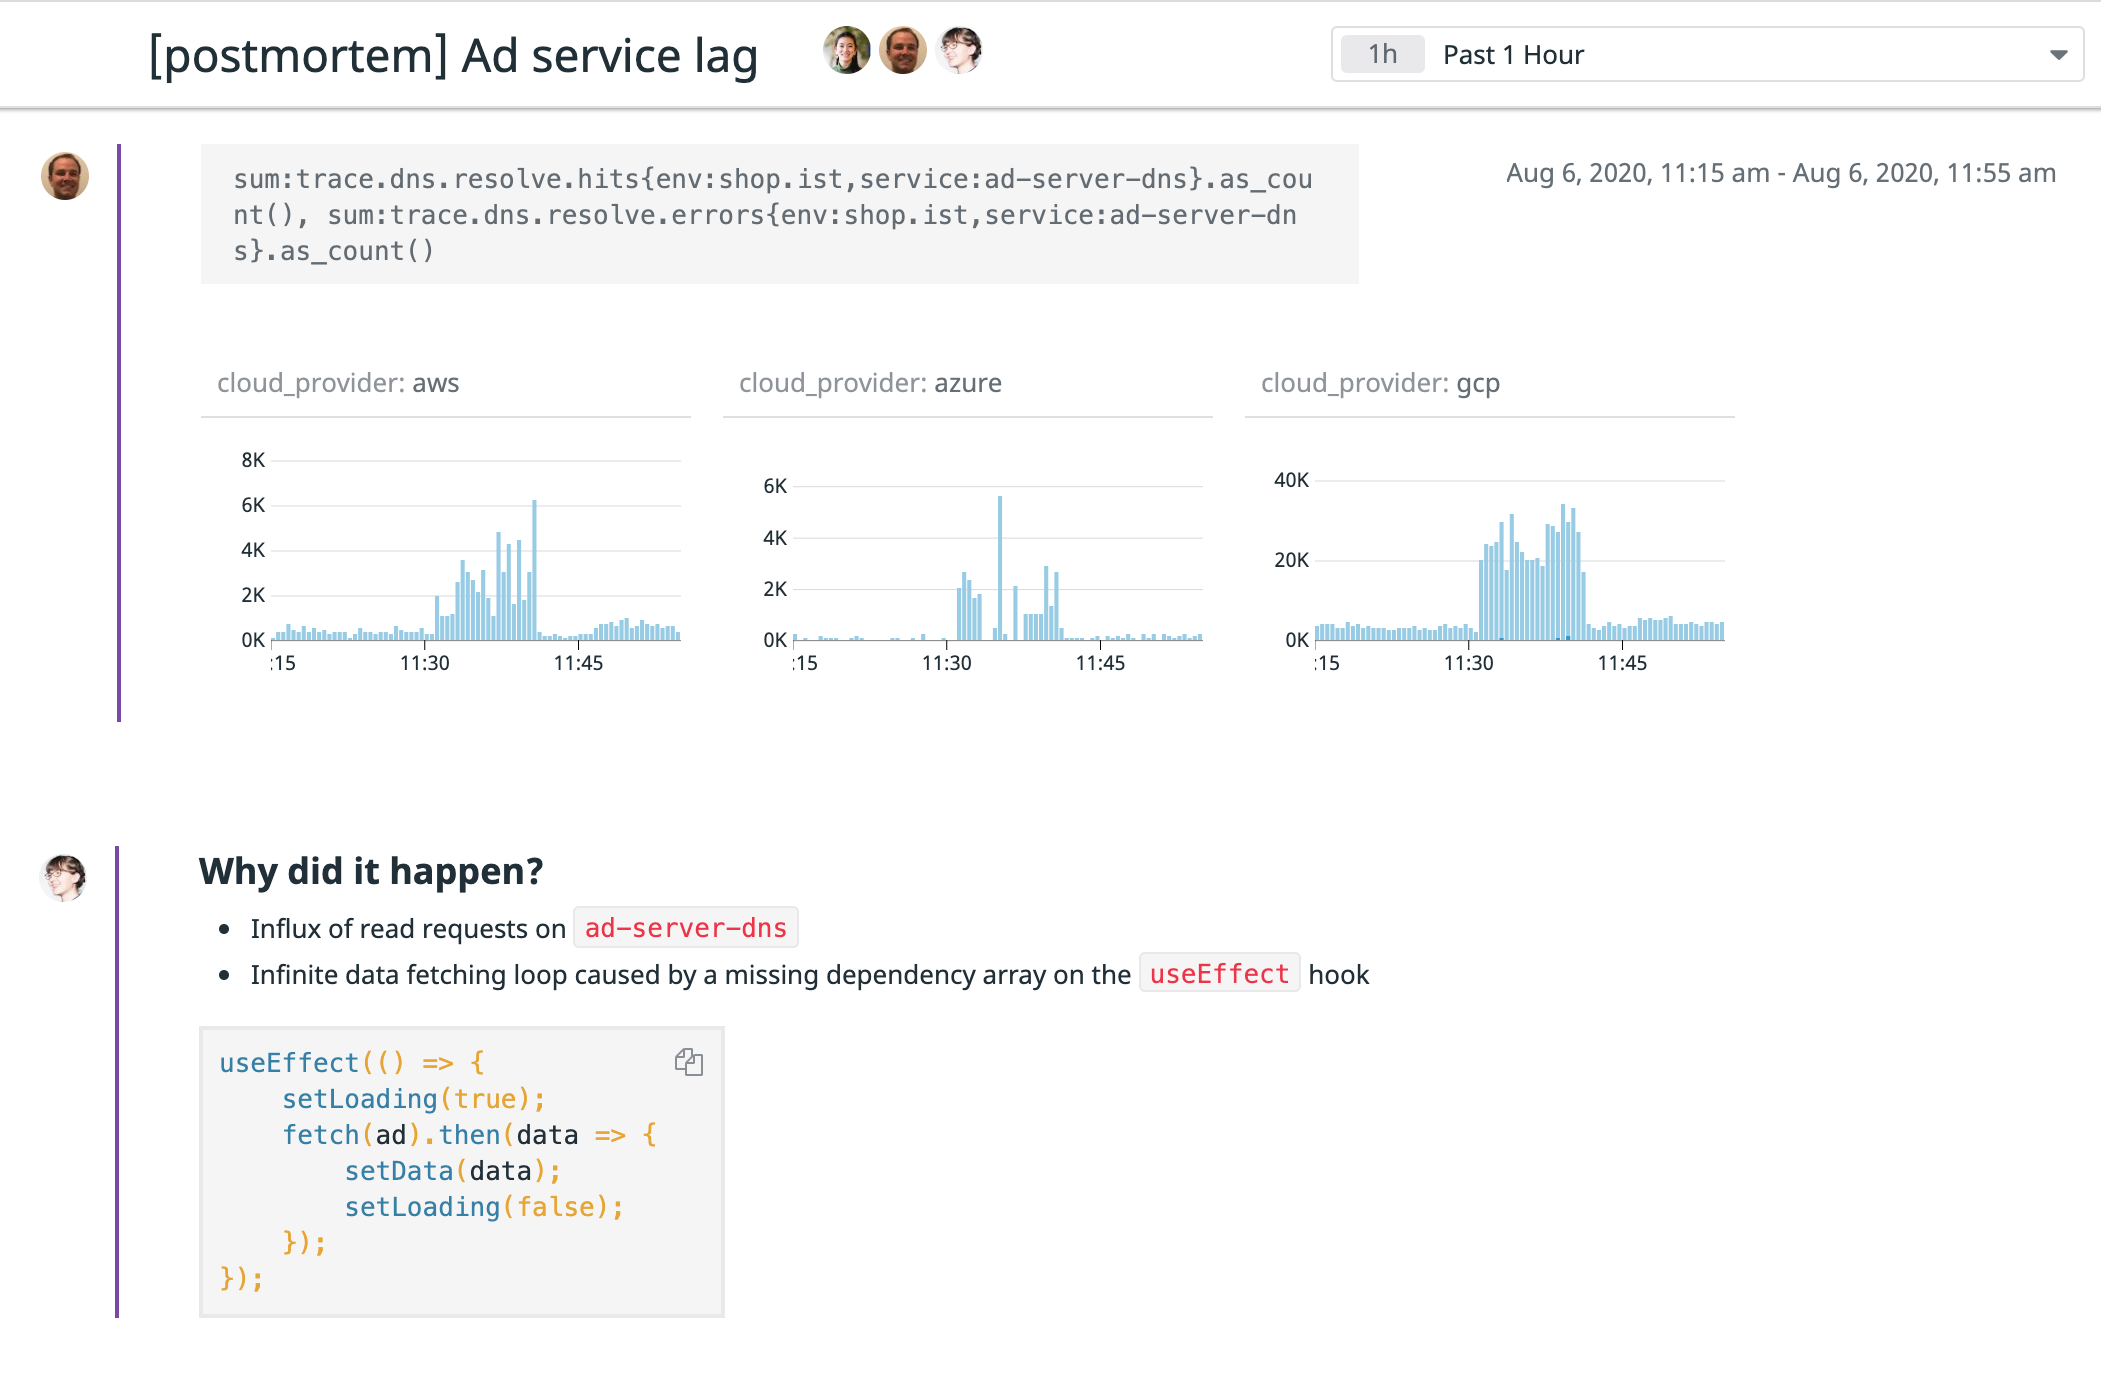 [postmortem] Ad service lag
1h Past 1 Hour
sum:trace.dns.resolve.hits{env:shop.ist,service:ad-server-dns}.as_cou
nt(), sum:trace.dns.resolve.errors{env:shop.ist,service:ad-server-dn
s}.as_count()
Aug 6, 2020, 11:15 am - Aug 6, 2020, 11:55 am
cloud_provider: aws
8K
6K
4K
2K
0K
:15 11:30 11:45
cloud_provider: azure
6K
4K
2K
0K
:15 11:30 11:45
cloud_provider: gcp
40K
20K
0K
:15 11:30 11:45
Why did it happen?
• Influx of read requests on ad-server-dns
• Infinite data fetching loop caused by a missing dependency array on the useEffect hook
useEffect(() => {
    setLoading(true);
    fetch(ad).then(data => {
        setData(data);
        setLoading(false);
    });
});